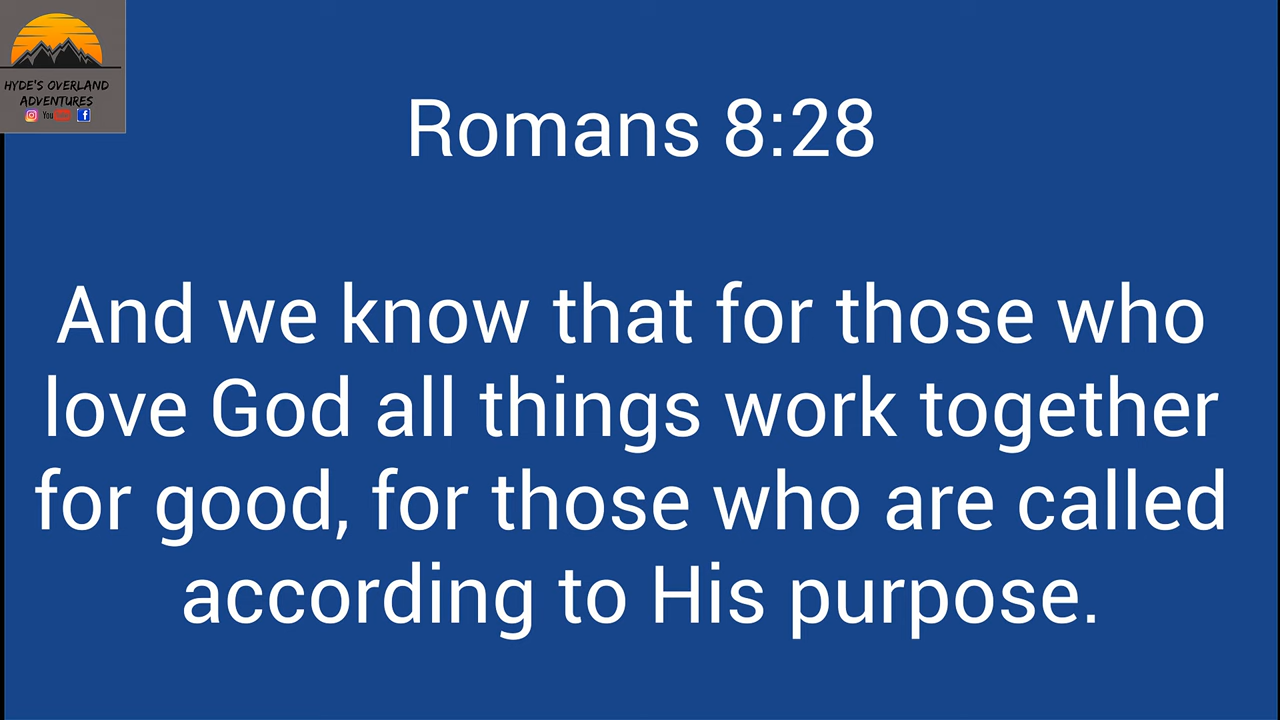 HYDE'S OVERLAND
ADVENTURES
You
Romans 8:28
And we know that for those who
love God all things work together
for good, for those who are called
according to His purpose.